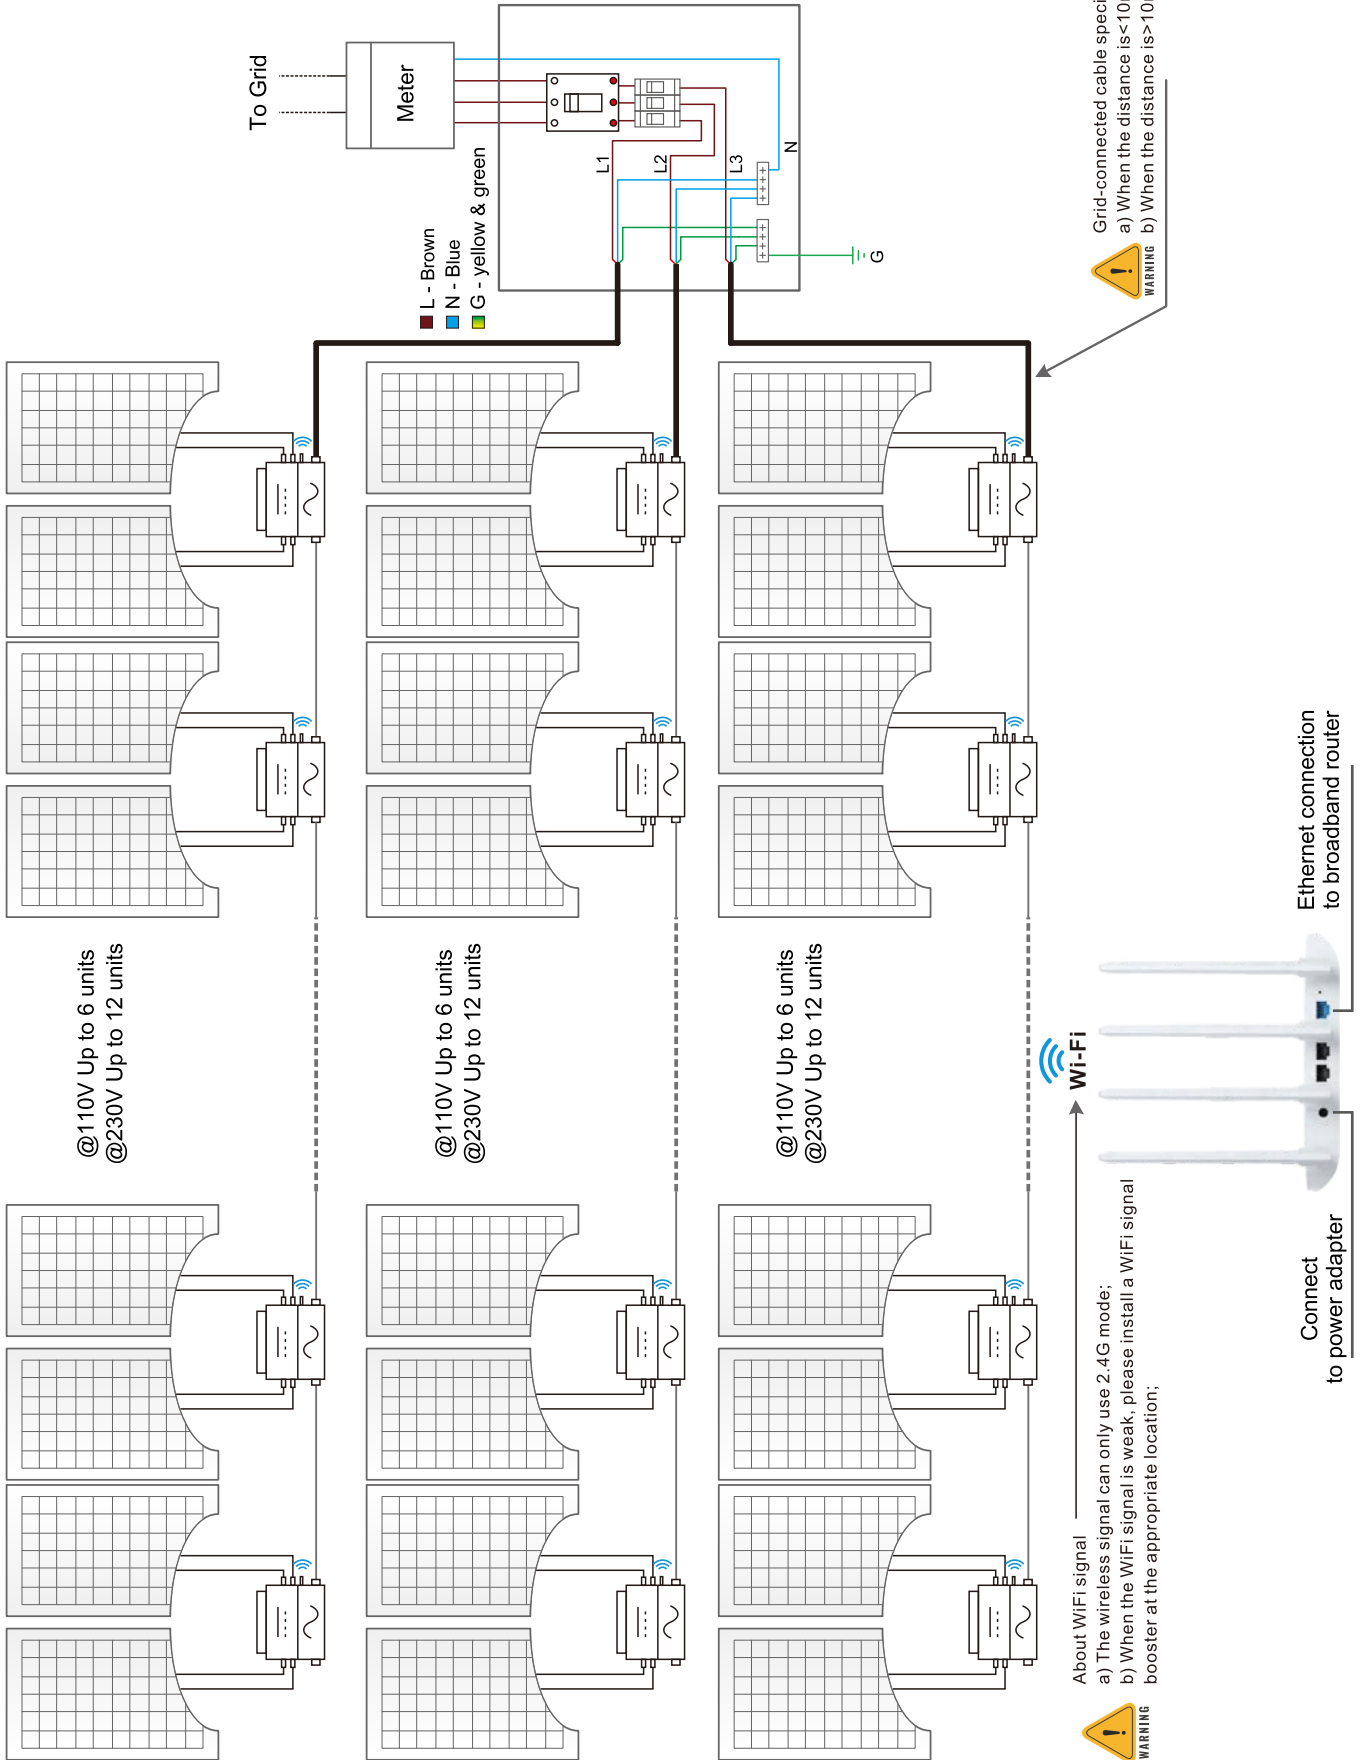 To Grid
Meter
L - Brown
N - Blue
G - yellow & green
L1
L2
L3
N
G
@110V Up to 6 units
@230V Up to 12 units
@110V Up to 6 units
@230V Up to 12 units
@110V Up to 6 units
@230V Up to 12 units
WARNING
Grid-connected cable
a) When the distance is<10
b) When the distance is>10
Wi-Fi
WARNING
About WiFi signal
a) The wireless signal can only use 2.4G mode;
b) When the WiFi signal is weak, please install a WiFi signal
booster at the appropriate location;
Connect
to power adapter
Ethernet connection
to broadband router